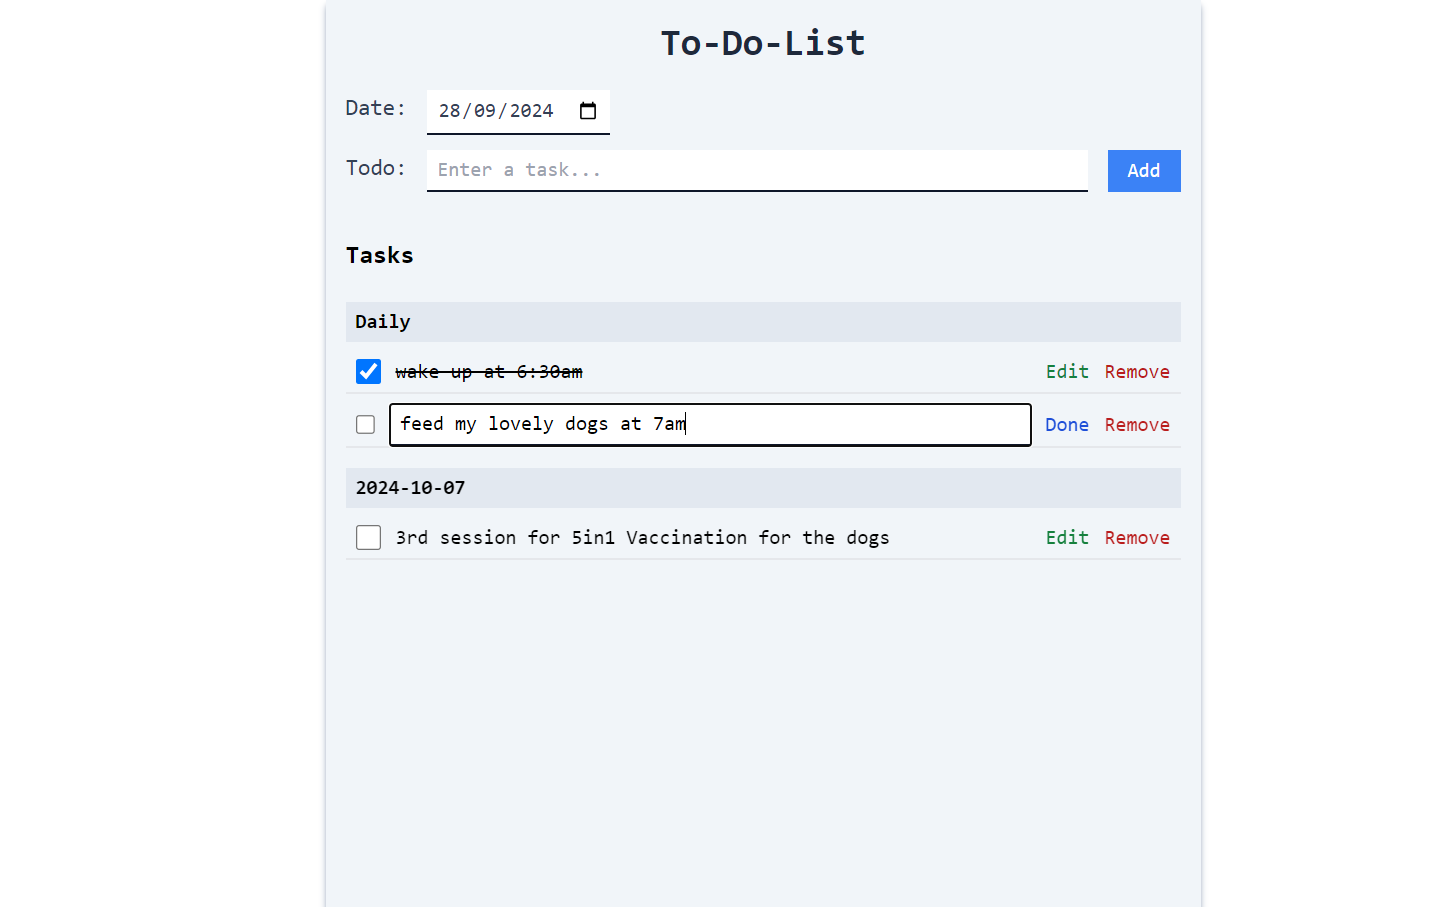 To-Do-List
Date: 28/09/2024
Todo: Enter a task... Add
Tasks
Daily
wake up at 6:30am Edit Remove
feed my lovely dogs at 7am Done Remove
2024-10-07
3rd session for 5in1 Vaccination for the dogs Edit Remove